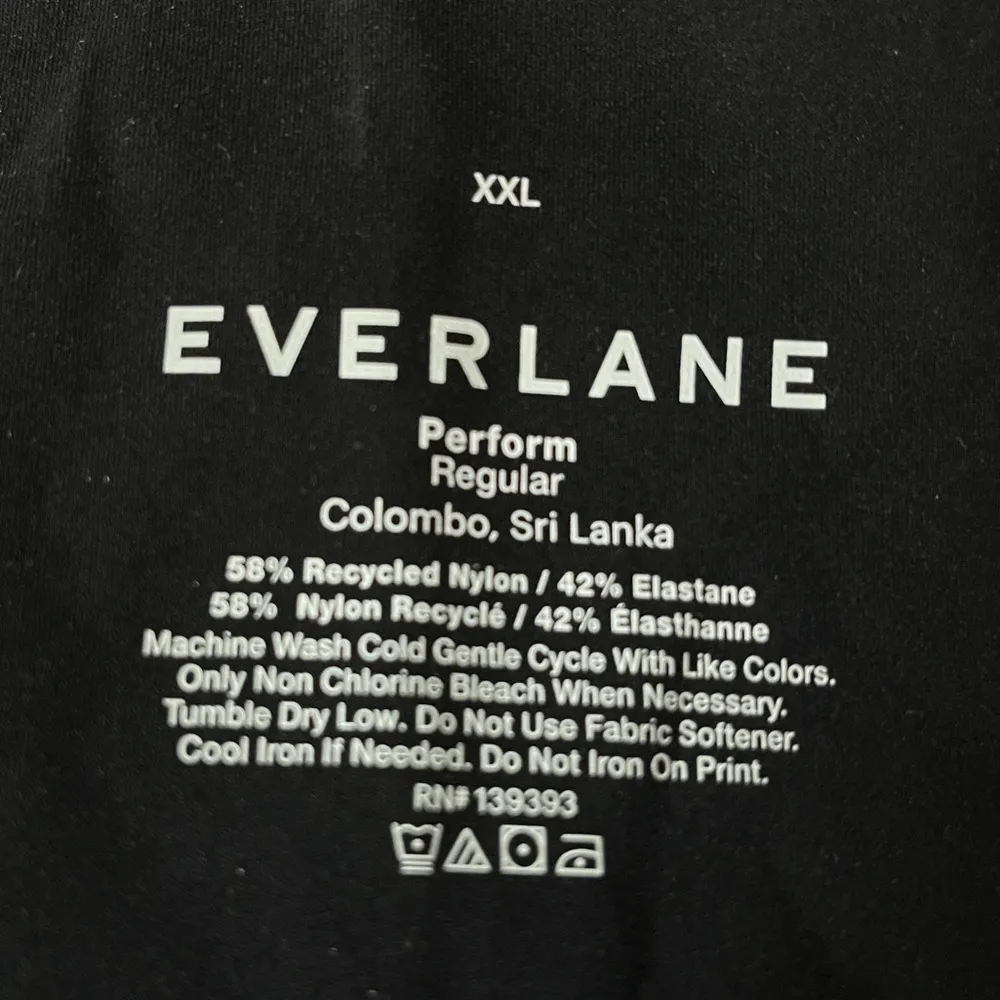 XXL
EVERLANE
Perform
Regular
Colombo, Sri Lanka
58% Recycled Nylon / 42% Elastane
58% Nylon Recyclé / 42% Élasthanne
Machine Wash Cold Gentle Cycle With Like Colors.
Only Non Chlorine Bleach When Necessary.
Tumble Dry Low. Do Not Use Fabric Softener.
Cool Iron If Needed. Do Not Iron On Print.
RN# 139393